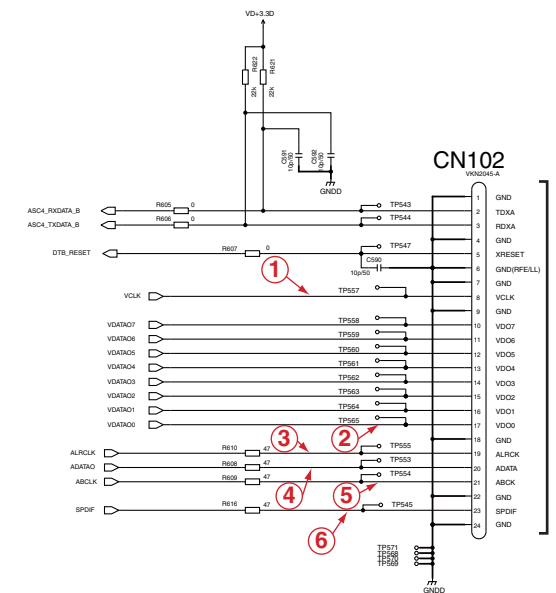 VD+3.3D
R622
R621
22k
22k
C591
10p/50
C592
10p/50
GNDD
CN102
VKN2045-A
ASC4_RXDATA_B R605 0 TP543 1 GND
2 TDXA
ASC4_TXDATA_B R606 0 TP544 3 RDXA
4 GND
DTB_RESET R607 0 TP547 5 XRESET
C590
10p/50
6 GND(RFE/LL)
1
7 GND
VCLK TP557 8 VCLK
9 GND
VDATAO7 TP558 10 VDO7
VDATAO6 TP559 11 VDO6
VDATAO5 TP560 12 VDO5
VDATAO4 TP561 13 VDO4
VDATAO3 TP562 14 VDO3
VDATAO2 TP563 15 VDO2
VDATAO1 TP564 16 VDO1
VDATAO0 TP565 17 VDO0
3 2
18 GND
ALRCLK R610 47 TP555 19 ALRCK
ADATAO R608 47 TP553 20 ADATA
ABCLK R609 47 TP554 21 ABCK
4 5
22 GND
SPDIF R616 47 TP545 23 SPDIF
6
24 GND
TP571
TP568
TP570
TP569
GNDD